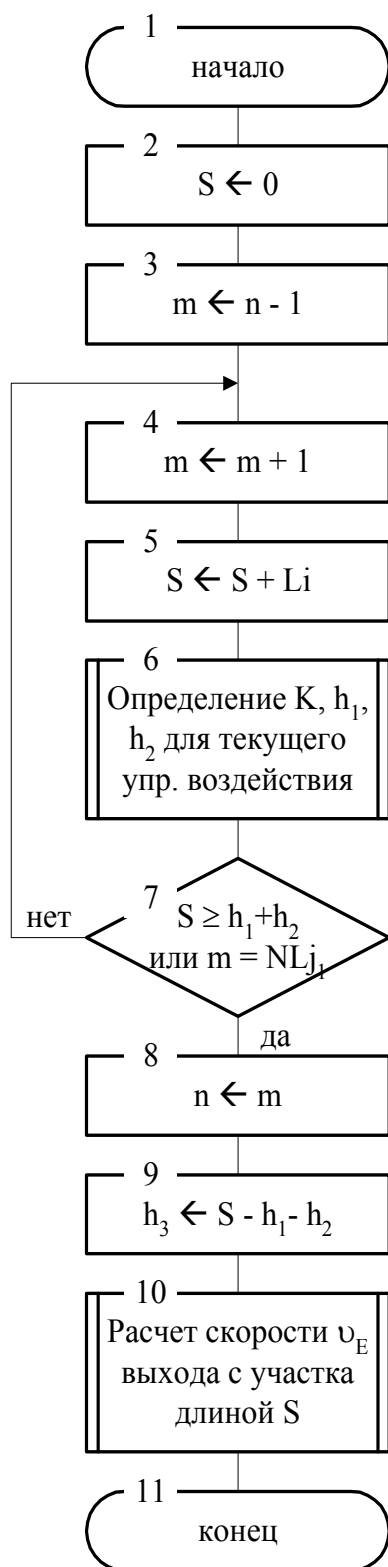 1
начало
2
S ← 0
3
m ← n - 1
4
m ← m + 1
5
S ← S + Li
6
Определение K, h₁,
h₂ для текущего
упр. воздействия
7
нет
S ≥ h₁+h₂
или m = NLj₁
да
8
n ← m
9
h₃ ← S - h₁- h₂
10
Расчет скорости υ_E
выхода с участка
длиной S
11
конец